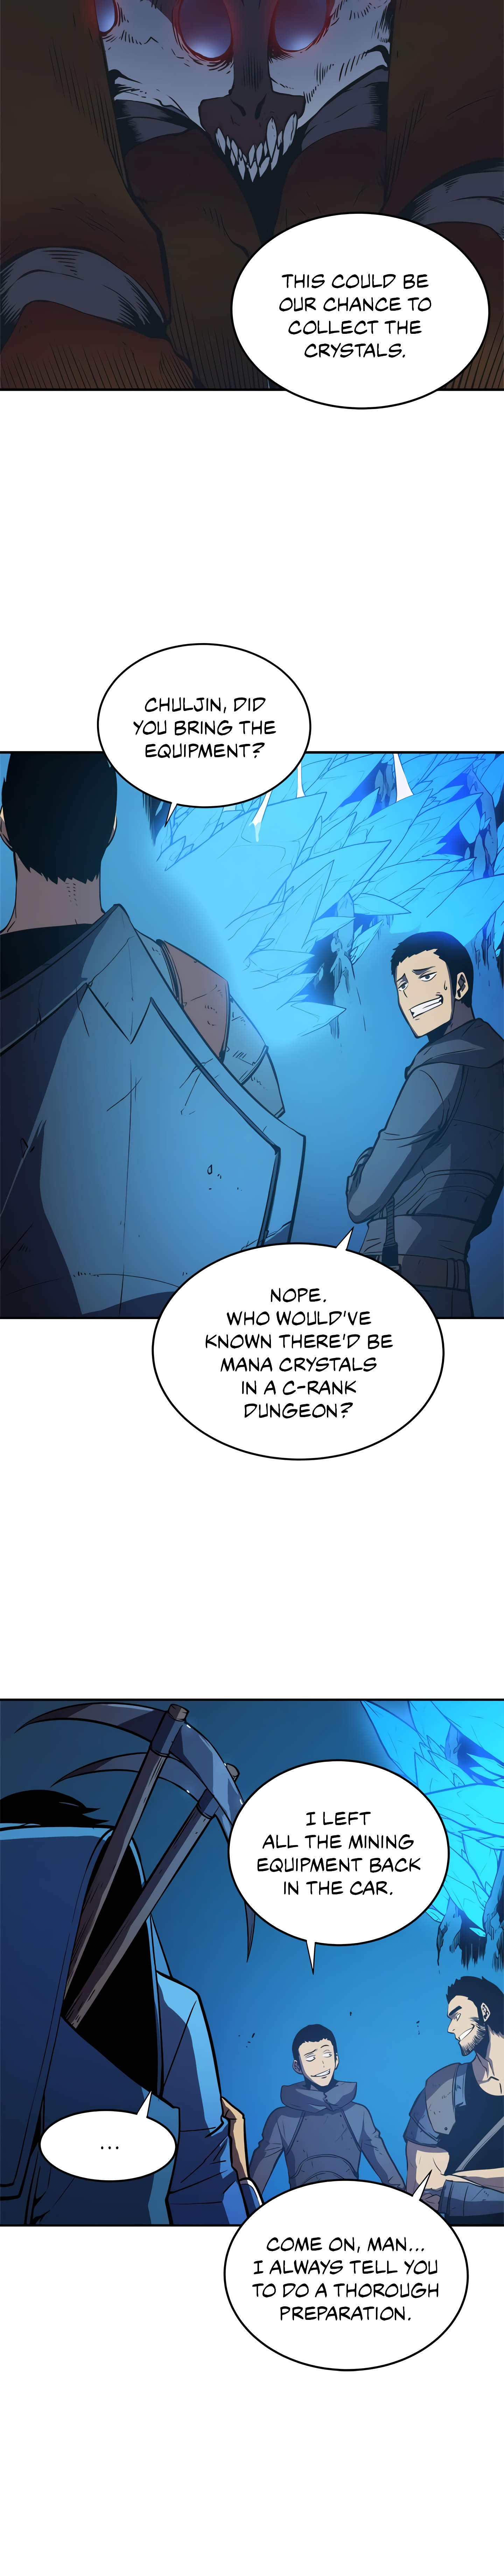 THIS COULD BE
OUR CHANCE TO
COLLECT THE
CRYSTALS.
CHULJIN, DID
YOU BRING THE
EQUIPMENT?
NOPE.
WHO WOULD'VE
KNOWN THERE'D BE
MANA CRYSTALS
IN A C-RANK
DUNGEON?
I LEFT
ALL THE MINING
EQUIPMENT BACK
IN THE CAR.
...
COME ON, MAN...
I ALWAYS TELL YOU
TO DO A THOROUGH
PREPARATION.